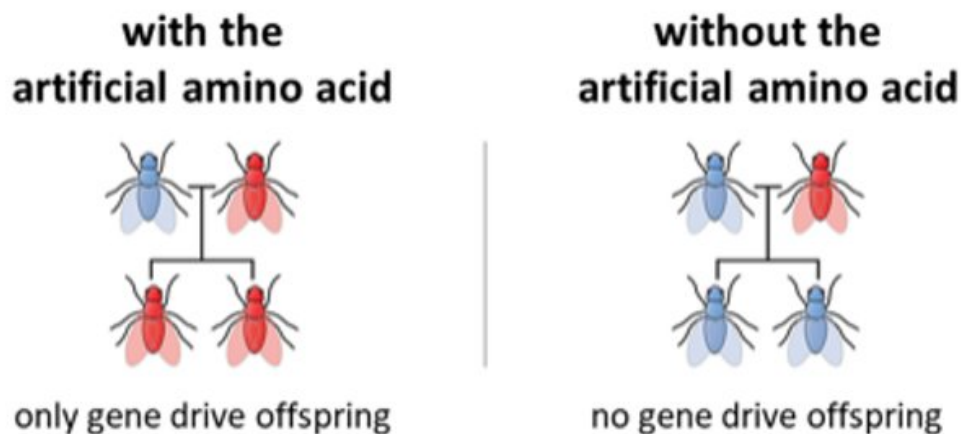 with the
artificial amino acid
without the
artificial amino acid
only gene drive offspring
no gene drive offspring